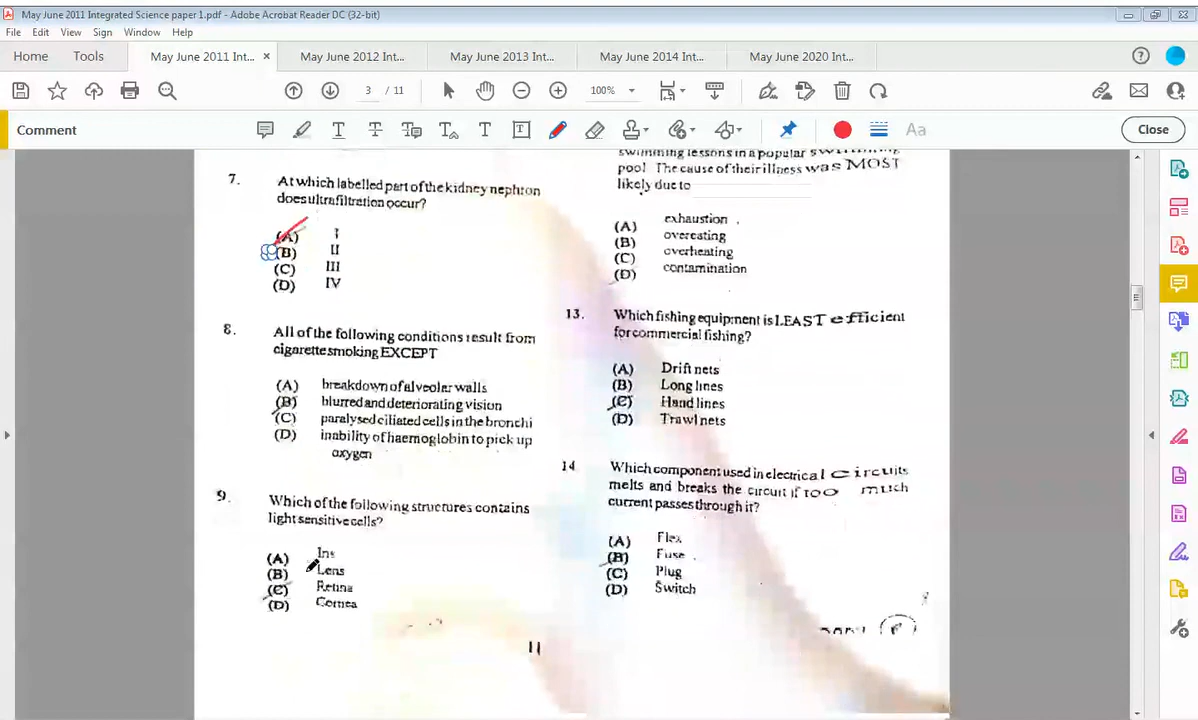 May June 2011 Integrated Science paper 1.pdf - Adobe Acrobat Reader DC (32-bit)
File Edit View Sign Window Help
Home Tools May June 2011 Int... × May June 2012 Int... May June 2013 Int... May June 2014 Int... May June 2020 Int...
3 / 11 100%
Comment Close
7. At which labelled part of the kidney nephron
does ultrafiltration occur?
(A) I
(B) II
(C) III
(D) IV
8. All of the following conditions result from
cigarette smoking EXCEPT
(A) breakdown of alveolar walls
(B) blurred and deteriorating vision
(C) paralysed ciliated cells in the bronchi
(D) inability of haemoglobin to pick up
oxygen
9. Which of the following structures contains
light sensitive cells?
(A) Iris
(B) Lens
(C) Retina
(D) Cornea
swimming lessons in a popular swimming
pool The cause of their illness was MOST
likely due to
(A) exhaustion
(B) overeating
(C) overheating
(D) contamination
13. Which fishing equipment is LEAST efficient
for commercial fishing?
(A) Drift nets
(B) Long lines
(C) Hand lines
(D) Trawl nets
14 Which component used in electrical circuits
melts and breaks the circuit if too much
current passes through it?
(A) Flex
(B) Fuse
(C) Plug
(D) Switch
11